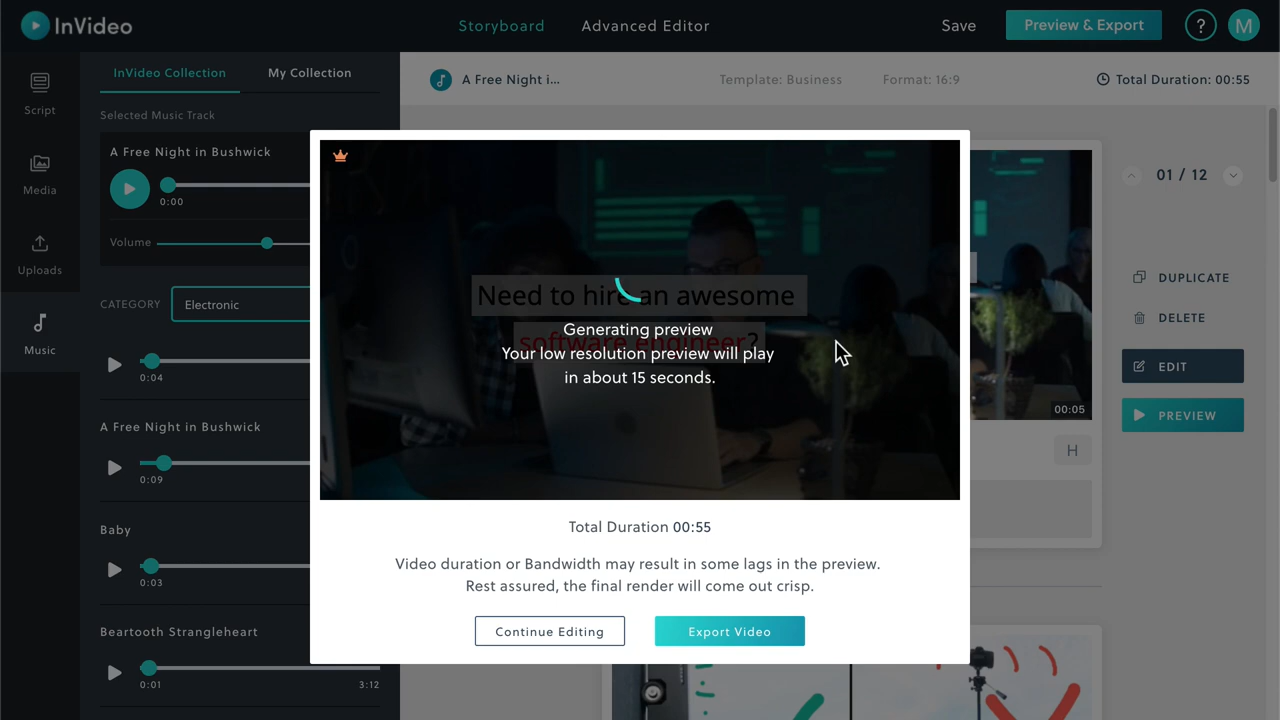 InVideo
Storyboard
Advanced Editor
Save
Preview & Export
?
M
Script
Media
Uploads
Music
InVideo Collection
My Collection
Selected Music Track
A Free Night in Bushwick
0:00
Volume
CATEGORY
Electronic
0:04
A Free Night in Bushwick
0:09
Baby
0:03
Beartooth Strangleheart
0:01
3:12
A Free Night i...
Template: Business
Format: 16:9
Total Duration: 00:55
Need to hire an awesome
software engineer?
Generating preview
Your low resolution preview will play
in about 15 seconds.
Total Duration 00:55
Video duration or Bandwidth may result in some lags in the preview.
Rest assured, the final render will come out crisp.
Continue Editing
Export Video
00:05
H
01 / 12
DUPLICATE
DELETE
EDIT
PREVIEW